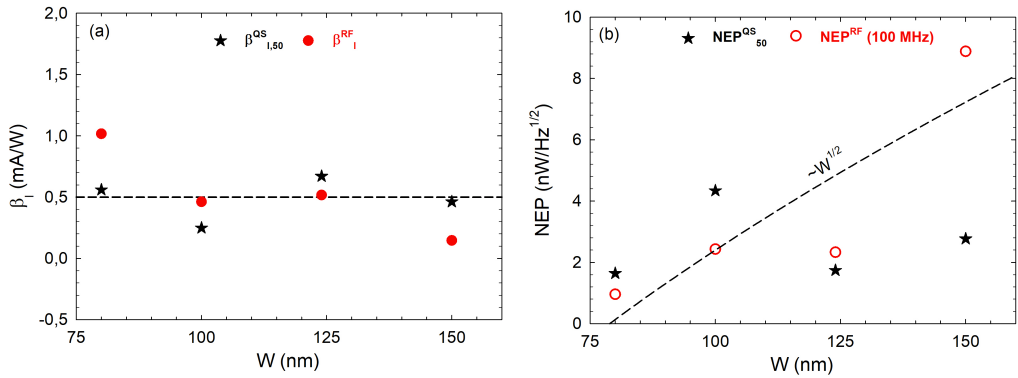 (a)
★ β^QS_I,50 ● β^RF_I
2,0
1,5
1,0
0,5
0,0
-0,5
75 100 125 150
β_I (mA/W)
W (nm)
(b)
★ NEP^QS_50 ○ NEP^RF (100 MHz)
10
8
6
4
2
0
75 100 125 150
NEP (nW/Hz^1/2)
~W^1/2
W (nm)